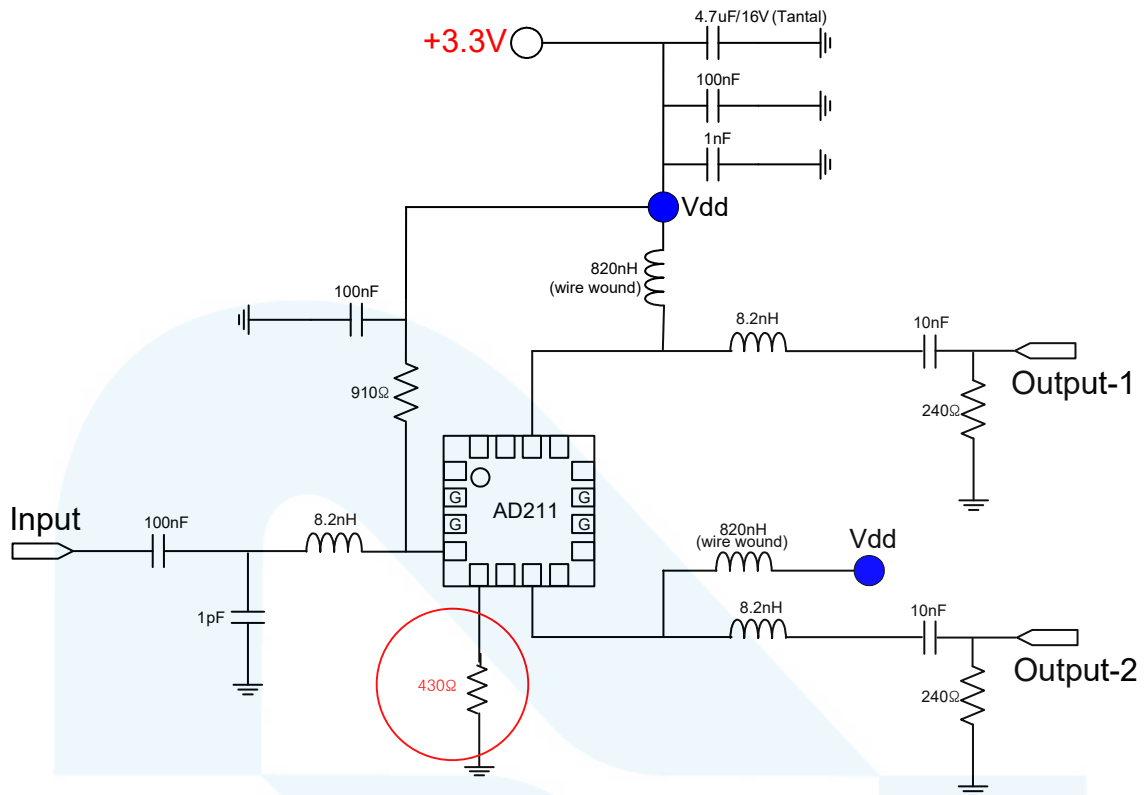 4.7uF/16V (Tantal)
+3.3V
100nF
1nF
Vdd
820nH
(wire wound)
100nF
8.2nH
10nF
910Ω
Output-1
240Ω
G
G
AD211
G
G
Input
100nF
8.2nH
820nH
(wire wound)
Vdd
1pF
8.2nH
10nF
430Ω
Output-2
240Ω